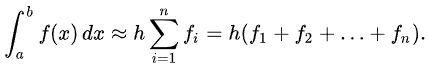 ∫_a^b f(x) dx ≈ h ∑_{i=1}^n f_i = h(f_1 + f_2 + … + f_n).